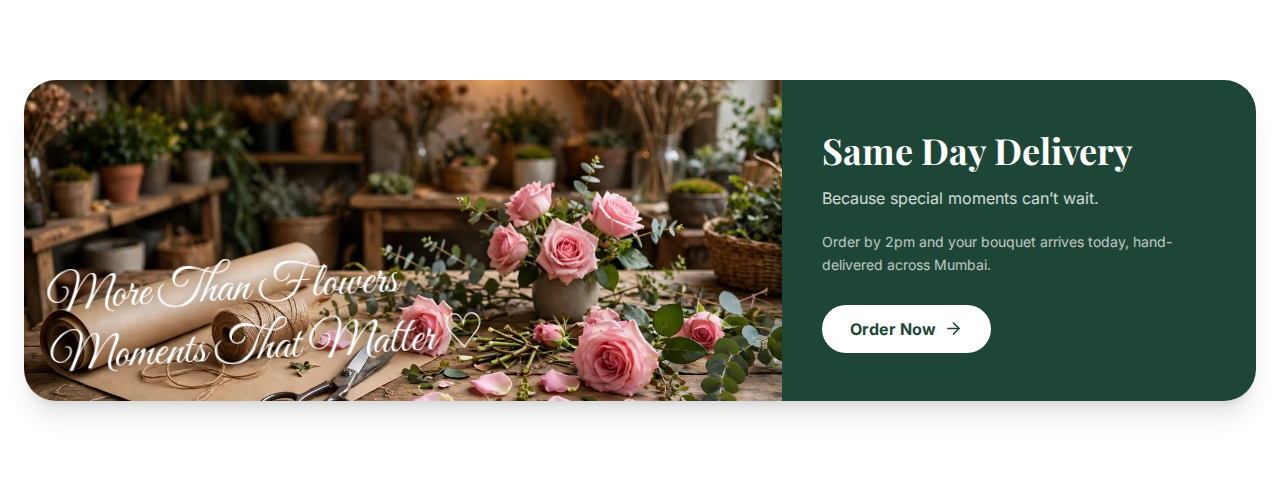 More Than Flowers
Moments That Matter ♡
Same Day Delivery
Because special moments can’t wait.
Order by 2pm and your bouquet arrives today, hand-
delivered across Mumbai.
Order Now →